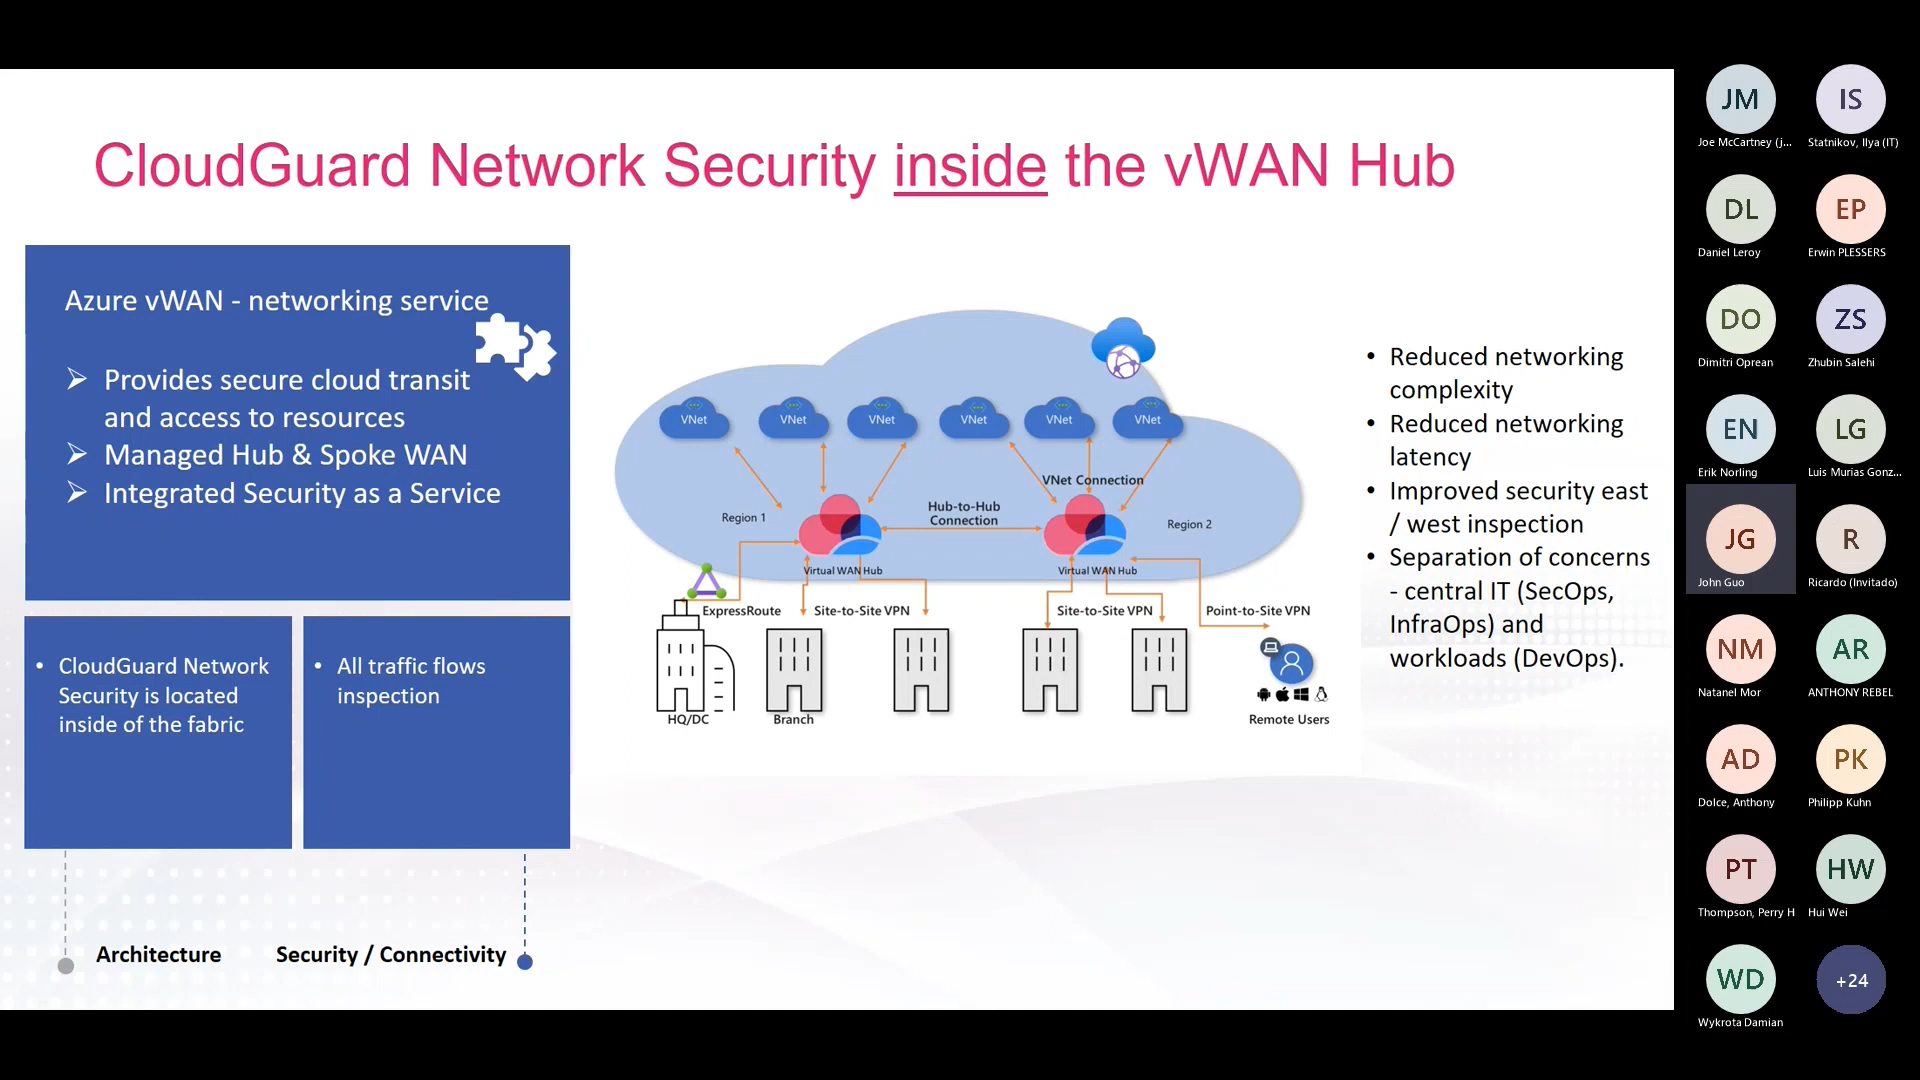 CloudGuard Network Security inside the vWAN Hub
Azure vWAN - networking service
Provides secure cloud transit
and access to resources
Managed Hub & Spoke WAN
Integrated Security as a Service
• CloudGuard Network
Security is located
inside of the fabric
• All traffic flows
inspection
Architecture
Security / Connectivity
VNet
VNet
VNet
VNet
VNet
VNet
VNet Connection
Hub-to-Hub
Connection
Region 1
Region 2
Virtual WAN Hub
Virtual WAN Hub
ExpressRoute
Site-to-Site VPN
Site-to-Site VPN
Point-to-Site VPN
HQ/DC
Branch
Remote Users
• Reduced networking
complexity
• Reduced networking
latency
• Improved security east
/ west inspection
• Separation of concerns
- central IT (SecOps,
InfraOps) and
workloads (DevOps).
JM
Joe McCartney (j...
IS
Statnikov, Ilya (IT)
DL
Daniel Leroy
EP
Erwin PLESSERS
DO
Dimitri Oprean
ZS
Zhubin Salehi
EN
Erik Norling
LG
Luis Murias Gonz...
JG
John Guo
R
Ricardo (Invitado)
NM
Natanel Mor
AR
ANTHONY REBEL
AD
Dolce, Anthony
PK
Philipp Kuhn
PT
Thompson, Perry H
HW
Hui Wei
WD
Wykrota Damian
+24